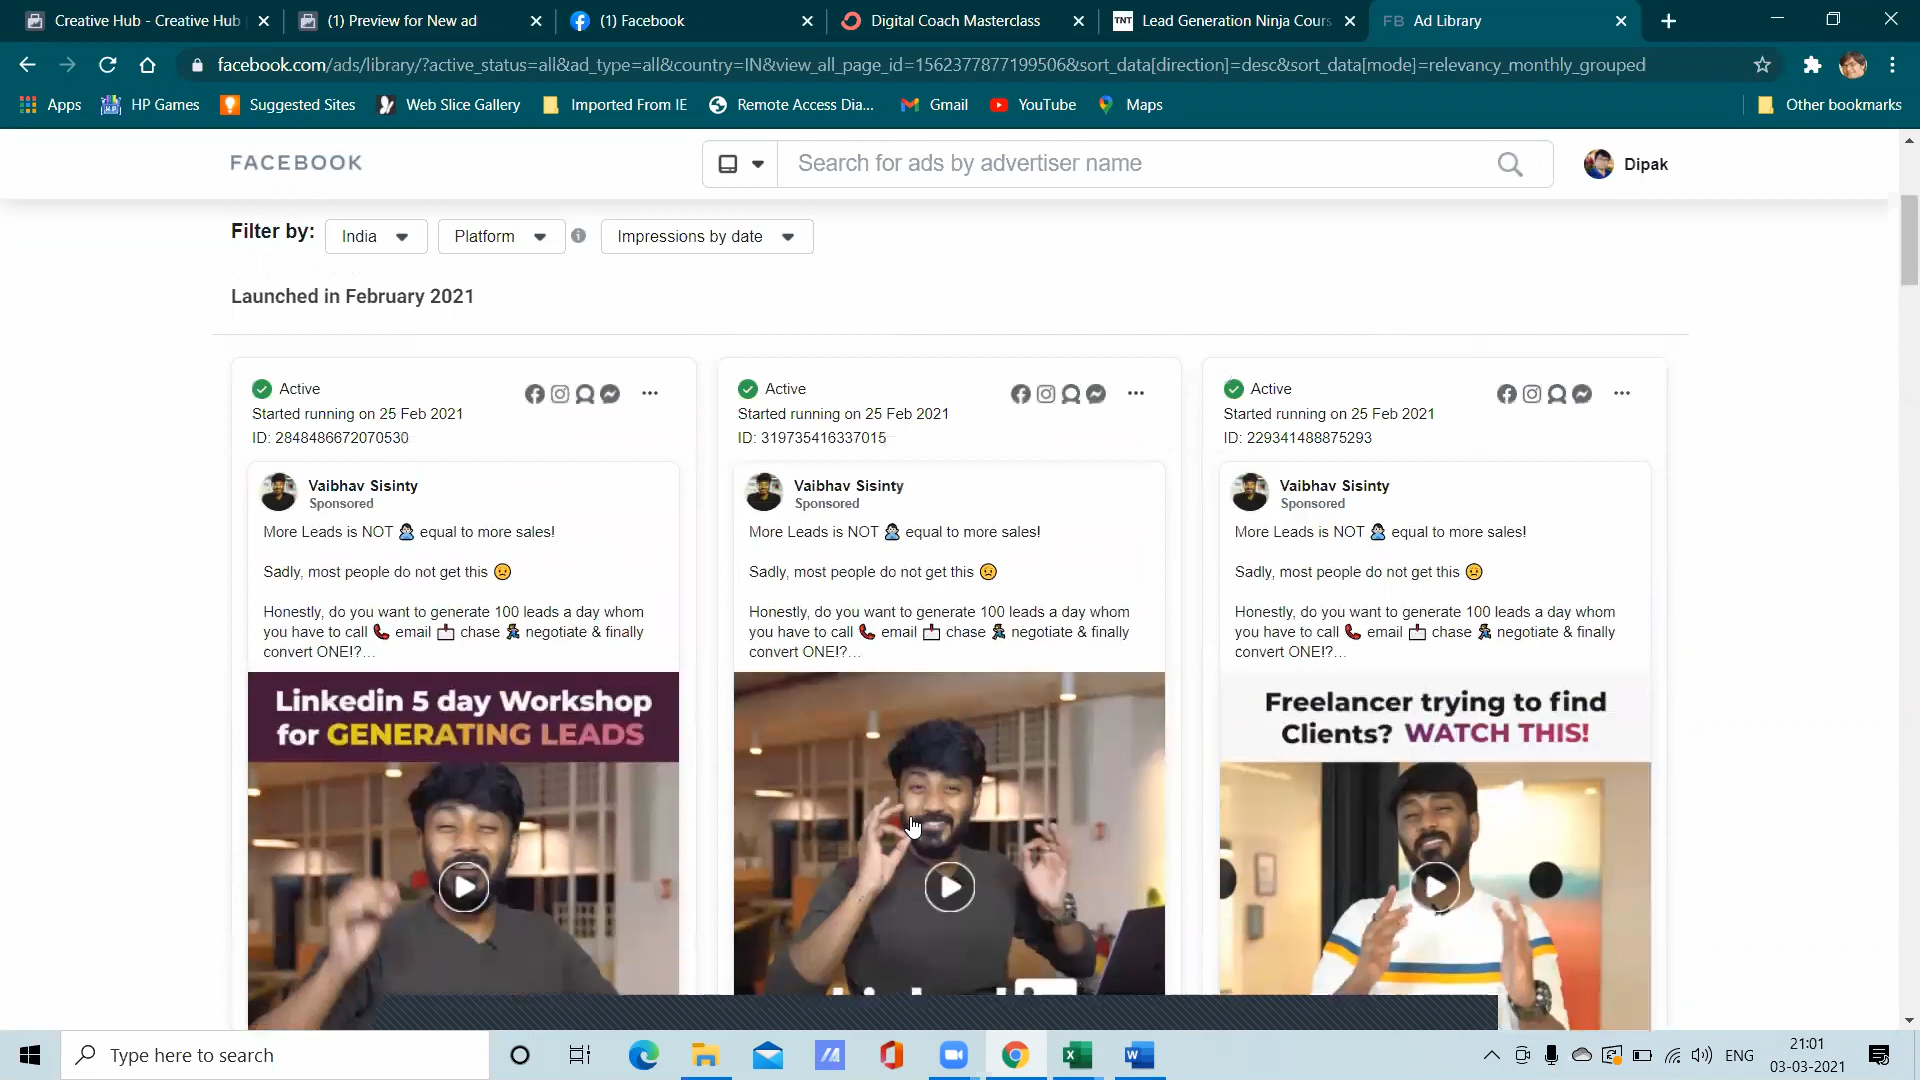 Creative Hub - Creative Hub
(1) Preview for New ad
(1) Facebook
Digital Coach Masterclass
TNT
Lead Generation Ninja Cours
FB
Ad Library
facebook.com/ads/library/?active_status=all&ad_type=all&country=IN&view_all_page_id=1562377877199506&sort_data[direction]=desc&sort_data[mode]=relevancy_monthly_grouped
Apps
HP Games
Suggested Sites
Web Slice Gallery
Imported From IE
Remote Access Dia...
Gmail
YouTube
Maps
Other bookmarks
FACEBOOK
Search for ads by advertiser name
Dipak
Filter by:
India
Platform
Impressions by date
Launched in February 2021
Active
Started running on 25 Feb 2021
ID: 2848486672070530
Vaibhav Sisinty
Sponsored
More Leads is NOT 🙅 equal to more sales!
Sadly, most people do not get this 😟
Honestly, do you want to generate 100 leads a day whom
you have to call 📞 email 📩 chase 🏃 negotiate & finally
convert ONE!?...
Linkedin 5 day Workshop
for GENERATING LEADS
Active
Started running on 25 Feb 2021
ID: 319735416337015
Vaibhav Sisinty
Sponsored
More Leads is NOT 🙅 equal to more sales!
Sadly, most people do not get this 😟
Honestly, do you want to generate 100 leads a day whom
you have to call 📞 email 📩 chase 🏃 negotiate & finally
convert ONE!?...
Active
Started running on 25 Feb 2021
ID: 229341488875293
Vaibhav Sisinty
Sponsored
More Leads is NOT 🙅 equal to more sales!
Sadly, most people do not get this 😟
Honestly, do you want to generate 100 leads a day whom
you have to call 📞 email 📩 chase 🏃 negotiate & finally
convert ONE!?...
Freelancer trying to find
Clients? WATCH THIS!
Type here to search
ENG
21:01
03-03-2021